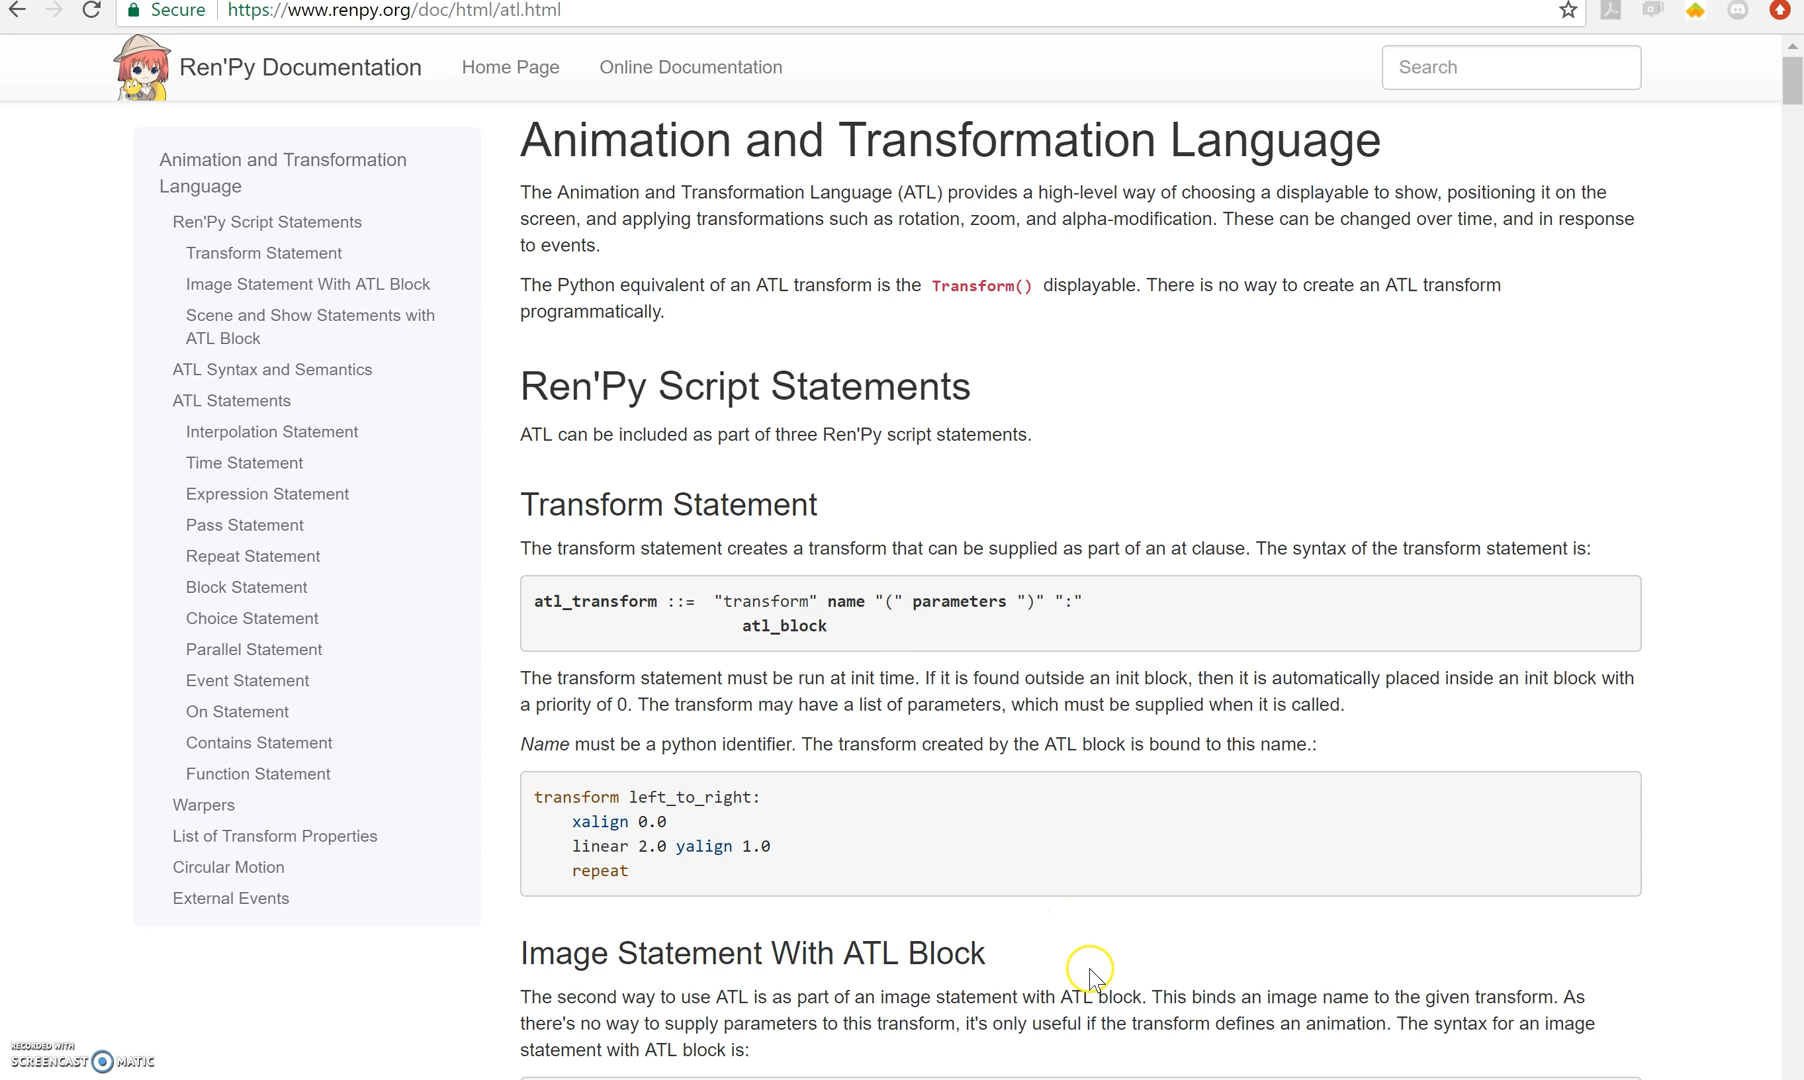 Secure
https://www.renpy.org/doc/html/atl.html
Ren'Py Documentation
Home Page
Online Documentation
Search
Animation and Transformation
Language
Ren'Py Script Statements
Transform Statement
Image Statement With ATL Block
Scene and Show Statements with
ATL Block
ATL Syntax and Semantics
ATL Statements
Interpolation Statement
Time Statement
Expression Statement
Pass Statement
Repeat Statement
Block Statement
Choice Statement
Parallel Statement
Event Statement
On Statement
Contains Statement
Function Statement
Warpers
List of Transform Properties
Circular Motion
External Events
Animation and Transformation Language
The Animation and Transformation Language (ATL) provides a high-level way of choosing a displayable to show, positioning it on the
screen, and applying transformations such as rotation, zoom, and alpha-modification. These can be changed over time, and in response
to events.
The Python equivalent of an ATL transform is the Transform() displayable. There is no way to create an ATL transform
programmatically.
Ren'Py Script Statements
ATL can be included as part of three Ren'Py script statements.
Transform Statement
The transform statement creates a transform that can be supplied as part of an at clause. The syntax of the transform statement is:
atl_transform ::= "transform" name "(" parameters ")" ":"
atl_block
The transform statement must be run at init time. If it is found outside an init block, then it is automatically placed inside an init block with
a priority of 0. The transform may have a list of parameters, which must be supplied when it is called.
Name must be a python identifier. The transform created by the ATL block is bound to this name.:
transform left_to_right:
xalign 0.0
linear 2.0 yalign 1.0
repeat
Image Statement With ATL Block
The second way to use ATL is as part of an image statement with ATL block. This binds an image name to the given transform. As
there's no way to supply parameters to this transform, it's only useful if the transform defines an animation. The syntax for an image
statement with ATL block is:
RECORDED WITH
SCREENCAST MATIC